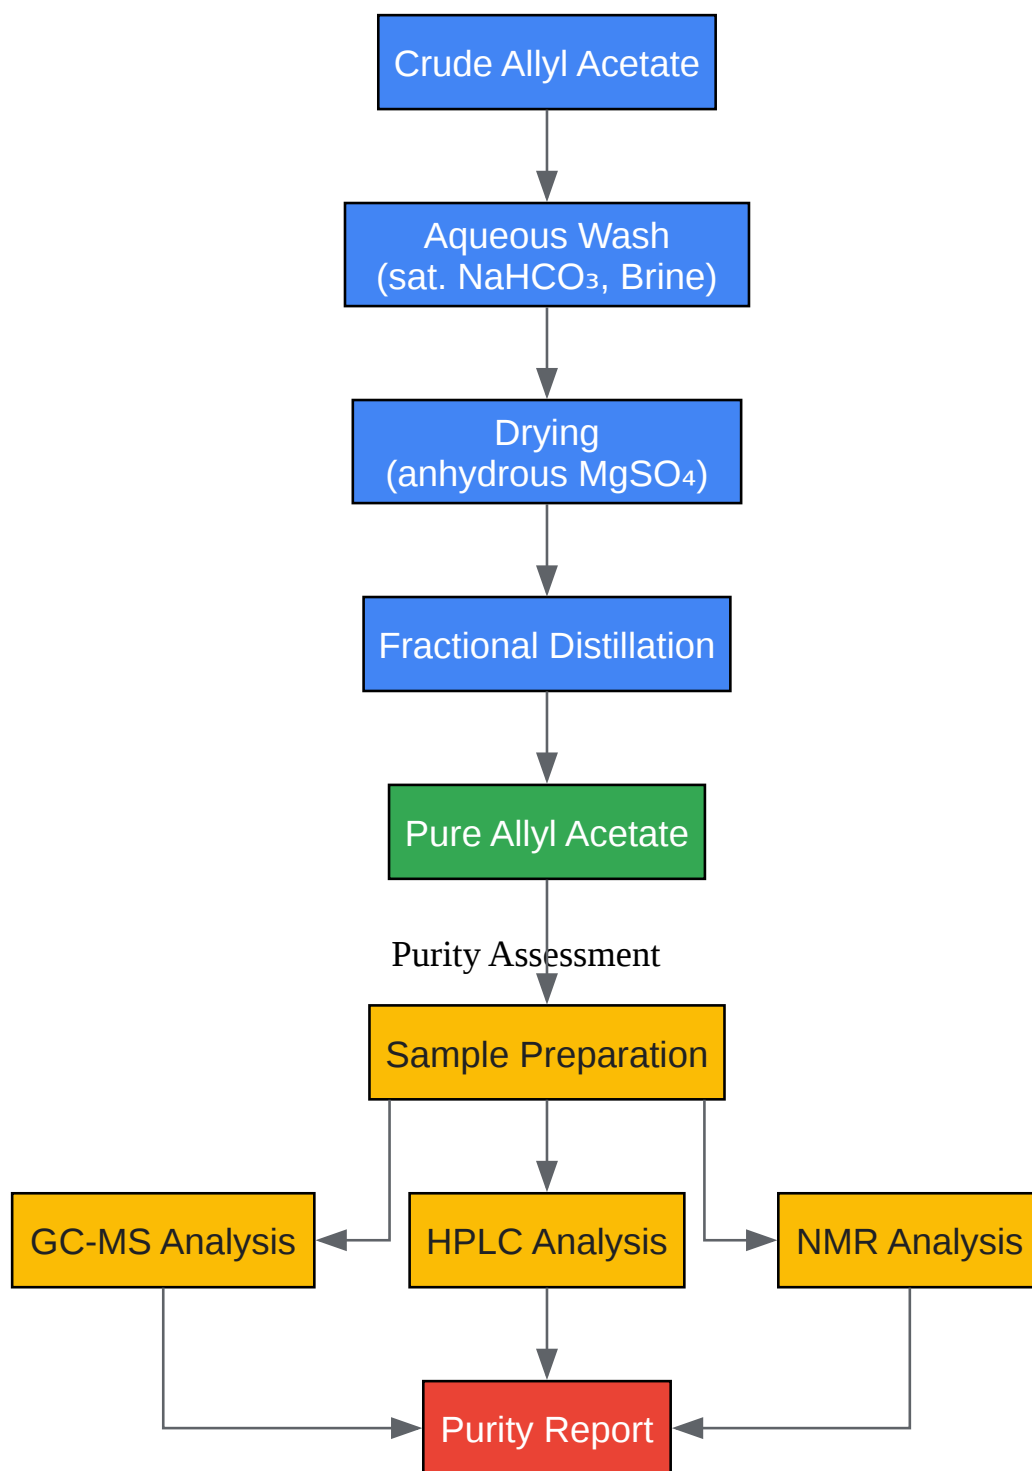 Crude Allyl Acetate
Aqueous Wash
(sat. NaHCO₃, Brine)
Drying
(anhydrous MgSO₄)
Fractional Distillation
Pure Allyl Acetate
Purity Assessment
Sample Preparation
GC-MS Analysis
HPLC Analysis
NMR Analysis
Purity Report